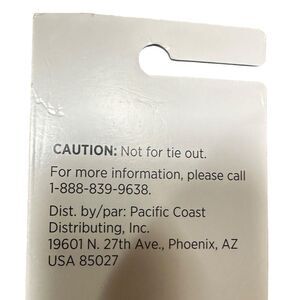 CAUTION: Not for tie out.
For more information, please call
1-888-839-9638.
Dist. by/par: Pacific Coast
Distributing, Inc.
19601 N. 27th Ave., Phoenix, AZ
USA 85027